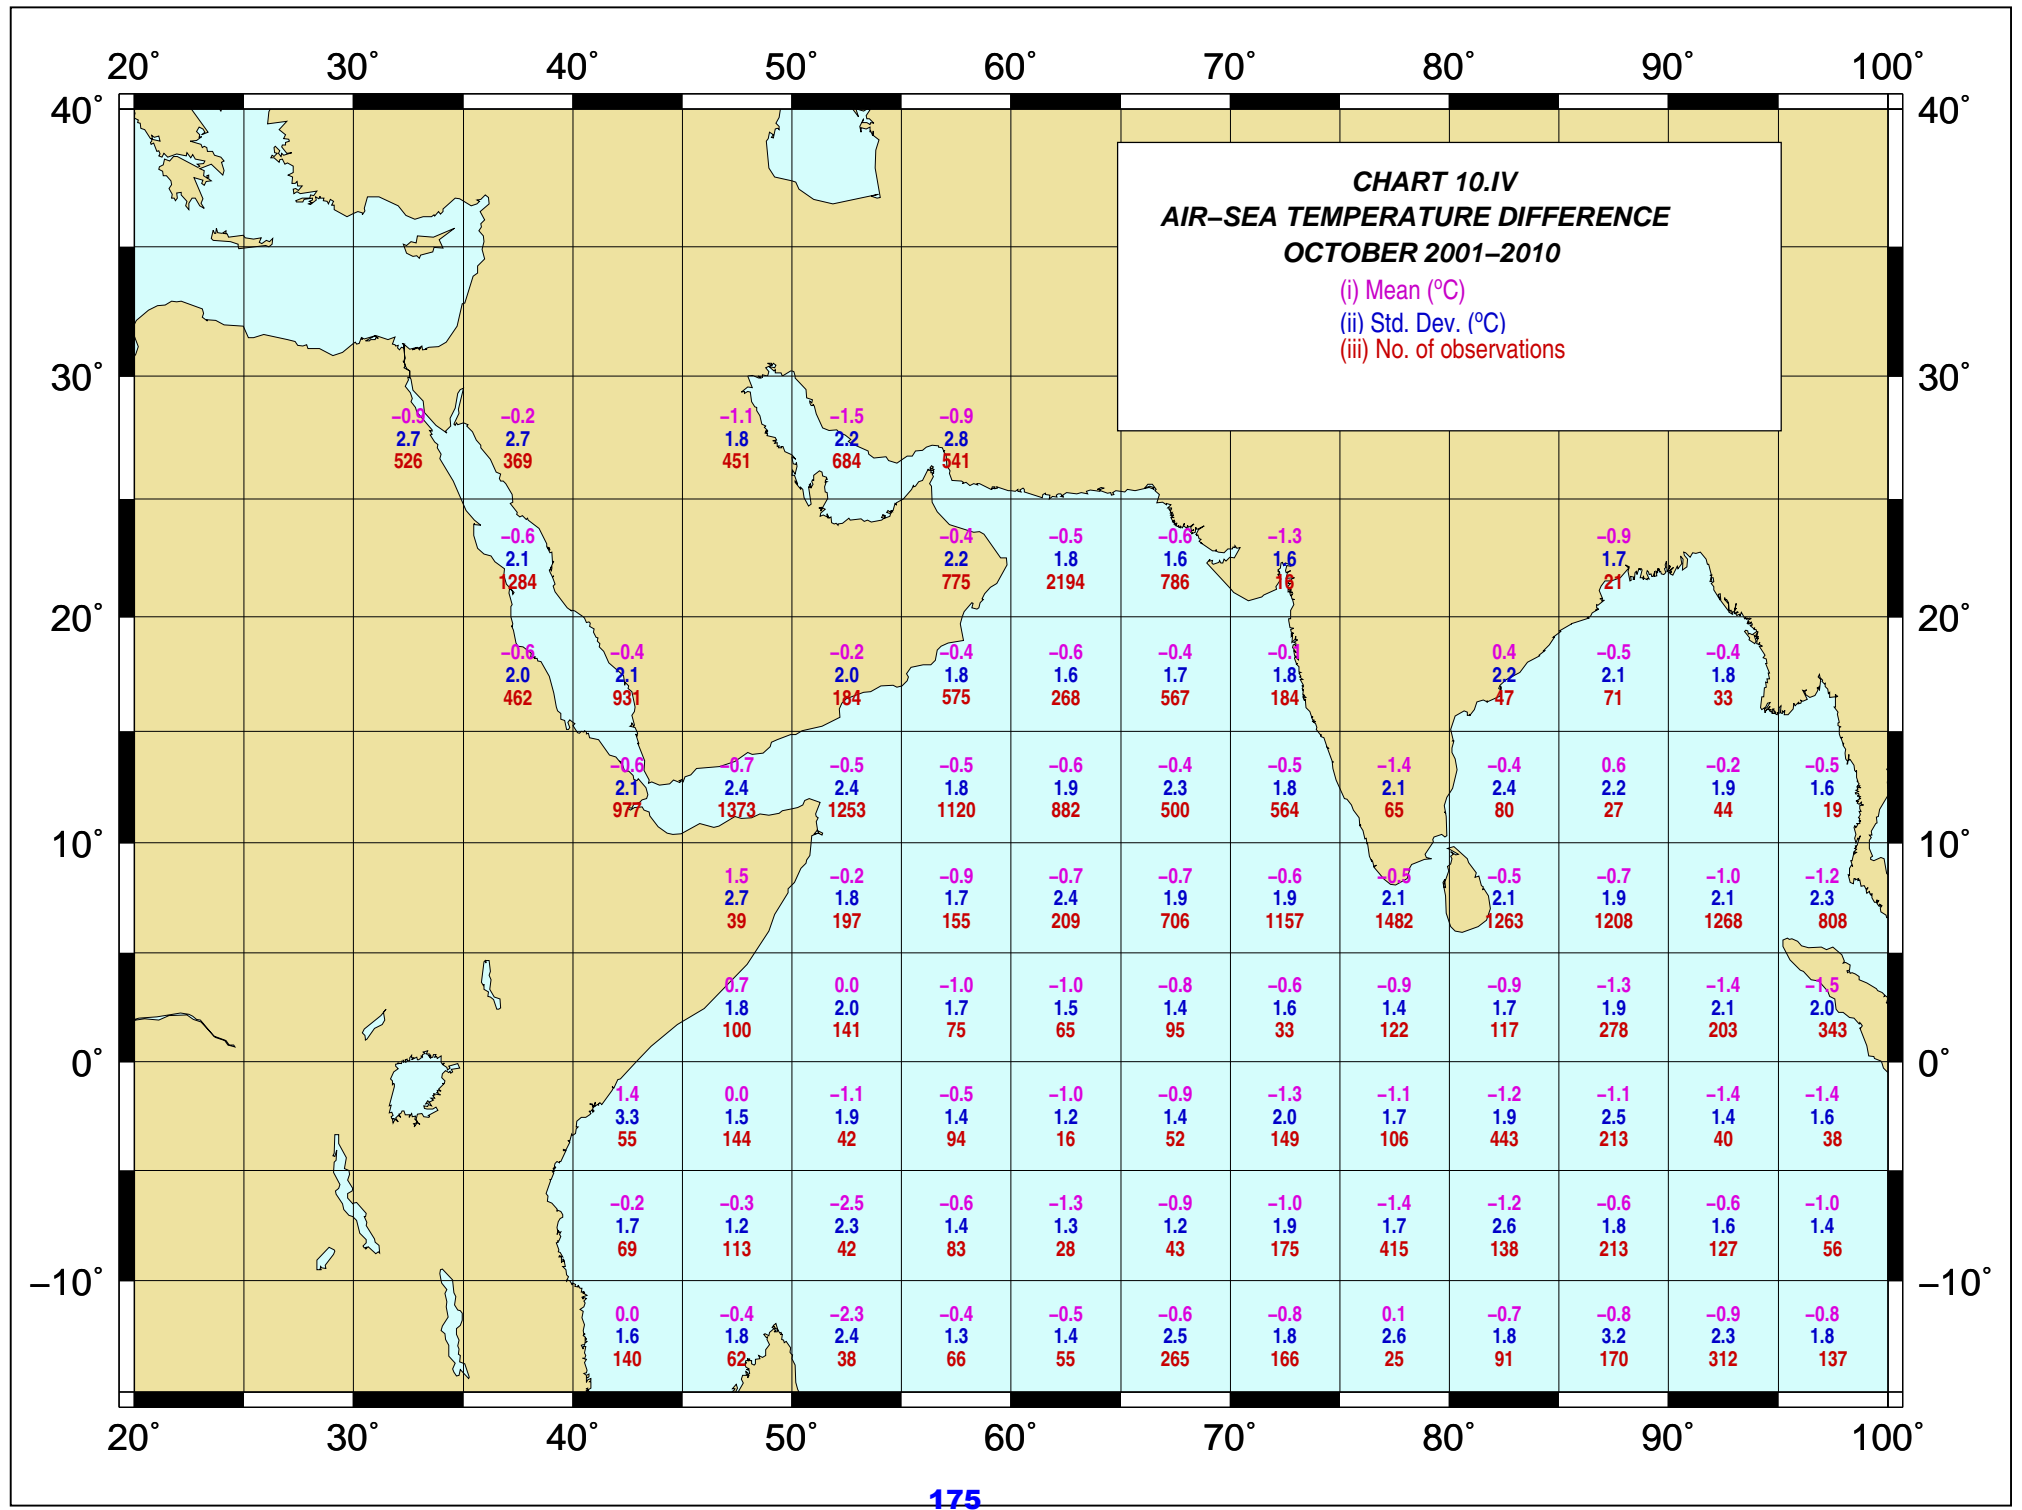 20° 30° 40° 50° 60° 70° 80° 90° 100°
40° 40°
CHART 10.IV
AIR–SEA TEMPERATURE DIFFERENCE
OCTOBER 2001–2010
(i) Mean (ºC)
(ii) Std. Dev. (ºC)
(iii) No. of observations
30° 30°
−0.9 −0.2 −1.1 −1.5 −0.9
2.7 2.7 1.8 2.2 2.8
526 369 451 684 541
−0.6 −0.4 −0.5 −0.6 −1.3 −0.9
2.1 2.2 1.8 1.6 1.6 1.7
1284 775 2194 786 16 21
20° 20°
−0.6 −0.4 −0.2 −0.4 −0.6 −0.4 −0.1 0.4 −0.5 −0.4
2.0 2.1 2.0 1.8 1.6 1.7 1.8 2.2 2.1 1.8
462 931 184 575 268 567 184 47 71 33
−0.6 −0.7 −0.5 −0.5 −0.6 −0.4 −0.5 −1.4 −0.4 0.6 −0.2 −0.5
2.1 2.4 2.4 1.8 1.9 2.3 1.8 2.1 2.4 2.2 1.9 1.6
977 1373 1253 1120 882 500 564 65 80 27 44 19
10° 10°
1.5 −0.2 −0.9 −0.7 −0.7 −0.6 −0.5 −0.5 −0.7 −1.0 −1.2
2.7 1.8 1.7 2.4 1.9 1.9 2.1 2.1 1.9 2.1 2.3
39 197 155 209 706 1157 1482 1263 1208 1268 808
0.7 0.0 −1.0 −1.0 −0.8 −0.6 −0.9 −0.9 −1.3 −1.4 −1.5
1.8 2.0 1.7 1.5 1.4 1.6 1.4 1.7 1.9 2.1 2.0
100 141 75 65 95 33 122 117 278 203 343
0° 0°
1.4 0.0 −1.1 −0.5 −1.0 −0.9 −1.3 −1.1 −1.2 −1.1 −1.4 −1.4
3.3 1.5 1.9 1.4 1.2 1.4 2.0 1.7 1.9 2.5 1.4 1.6
55 144 42 94 16 52 149 106 443 213 40 38
−0.2 −0.3 −2.5 −0.6 −1.3 −0.9 −1.0 −1.4 −1.2 −0.6 −0.6 −1.0
1.7 1.2 2.3 1.4 1.3 1.2 1.9 1.7 2.6 1.8 1.6 1.4
69 113 42 83 28 43 175 415 138 213 127 56
−10° −10°
0.0 −0.4 −2.3 −0.4 −0.5 −0.6 −0.8 0.1 −0.7 −0.8 −0.9 −0.8
1.6 1.8 2.4 1.3 1.4 2.5 1.8 2.6 1.8 3.2 2.3 1.8
140 62 38 66 55 265 166 25 91 170 312 137
20° 30° 40° 50° 60° 70° 80° 90° 100°
175